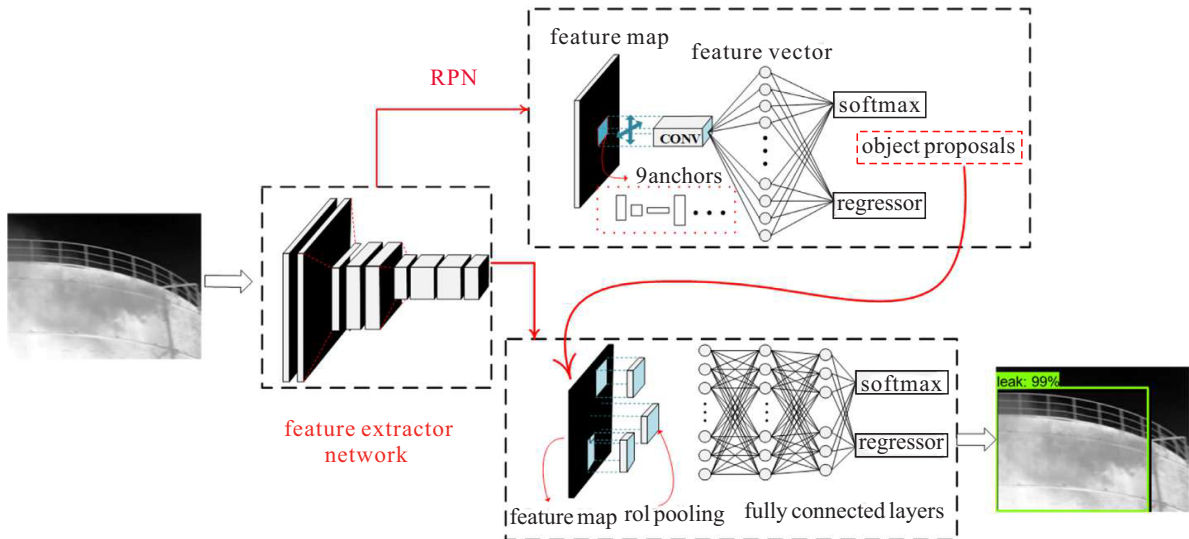 feature map
feature vector
RPN
CONV
softmax
object proposals
9anchors
regressor
feature extractor
network
softmax
regressor
feature map
rol pooling
fully connected layers
leak: 99%